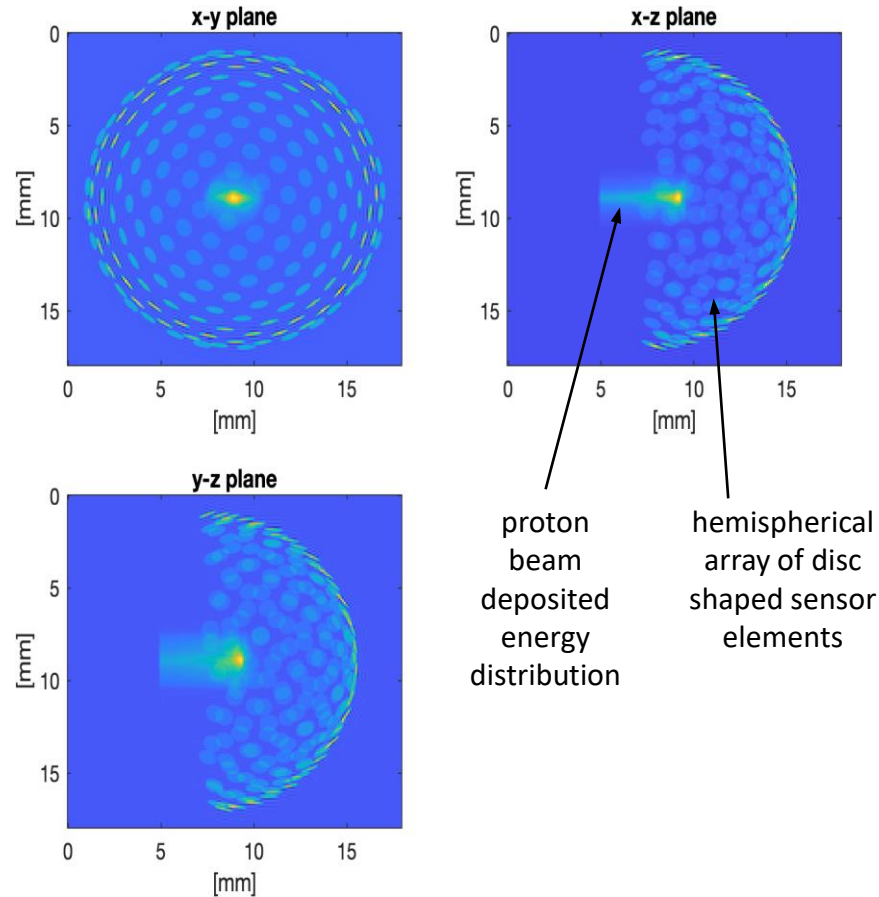 x-y plane
0
5
10
15
[mm]
0 5 10 15
[mm]
x-z plane
0
5
10
15
[mm]
0 5 10 15
[mm]
y-z plane
0
5
10
15
[mm]
0 5 10 15
[mm]
proton
beam
deposited
energy
distribution
hemispherical
array of disc
shaped sensor
elements